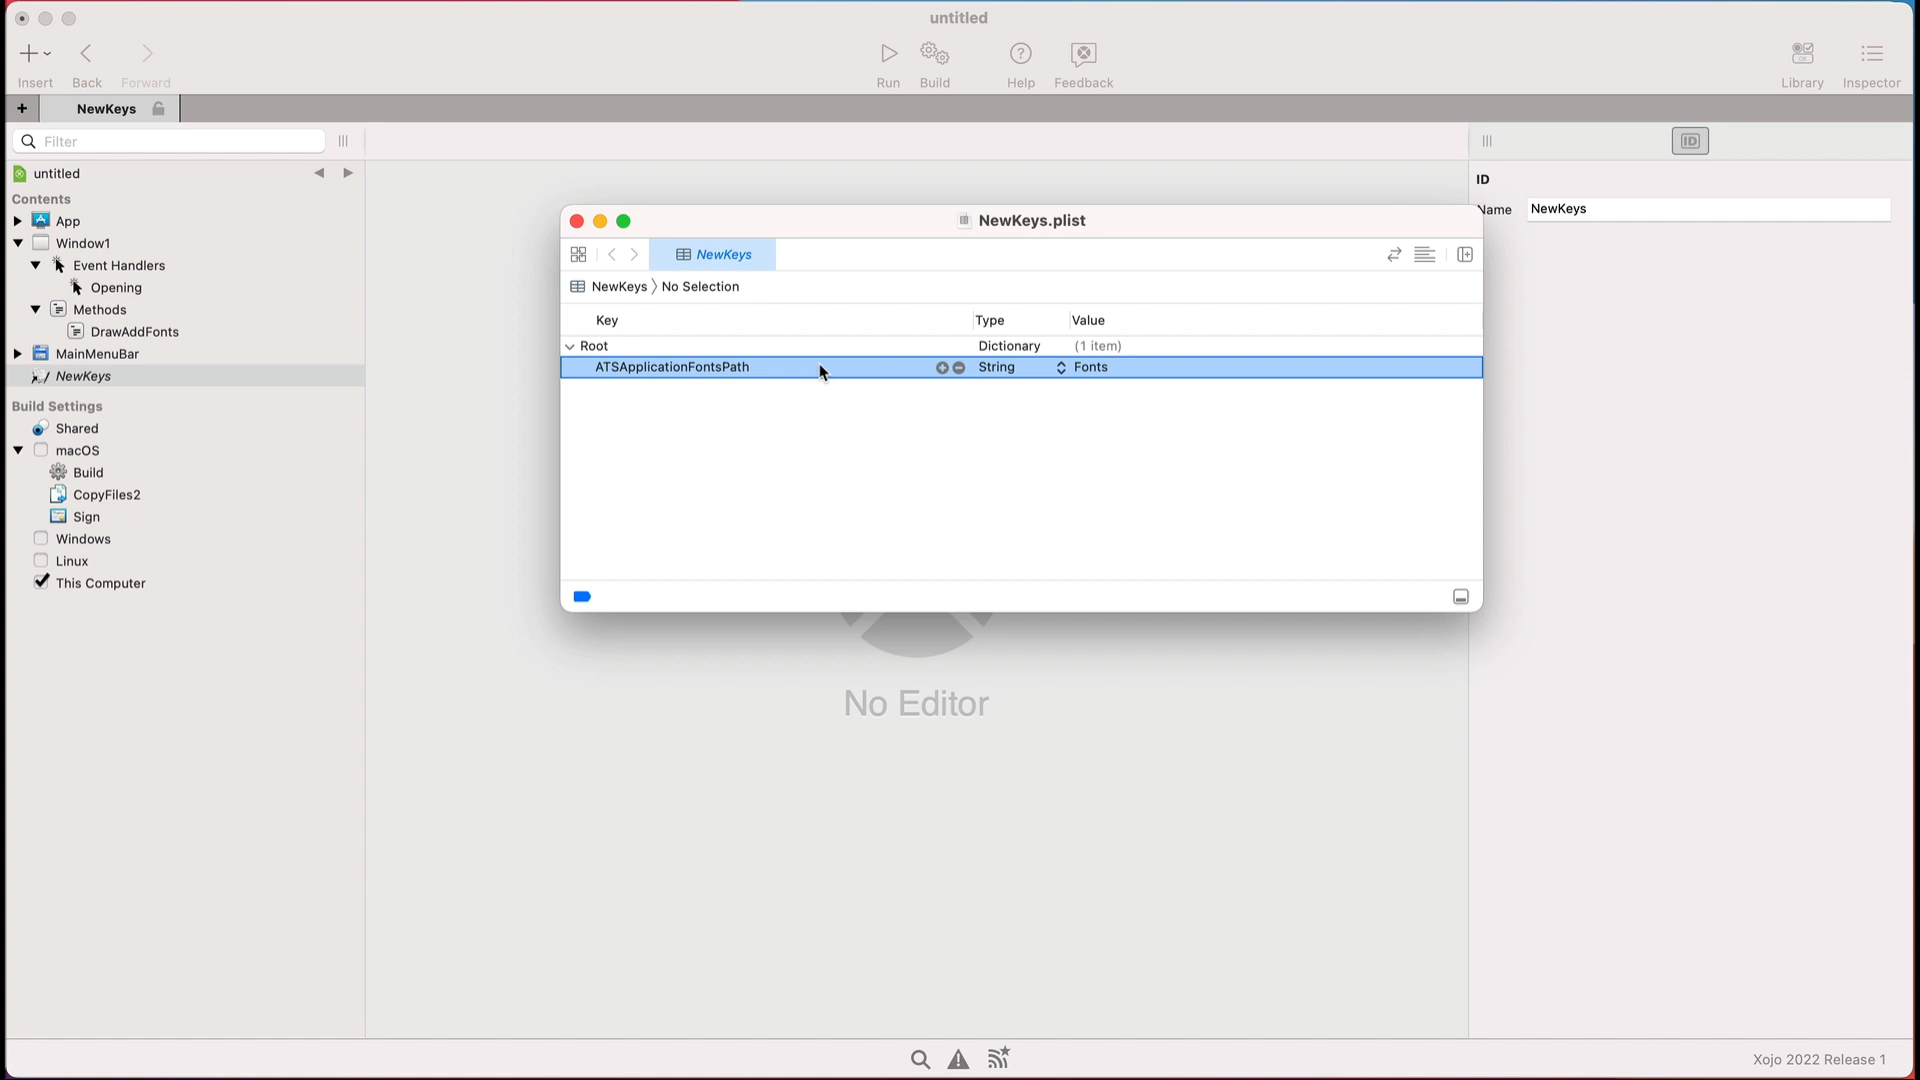 untitled
Insert
Back
Forward
Run
Build
Help
Feedback
Library
Inspector
NewKeys
Filter
ID
untitled
Contents
App
Window1
Event Handlers
Opening
Methods
DrawAddFonts
MainMenuBar
NewKeys
Build Settings
Shared
macOS
Build
CopyFiles2
Sign
Windows
Linux
This Computer
NewKeys.plist
NewKeys
NewKeys 〉 No Selection
Key Type Value
Root Dictionary (1 item)
ATSApplicationFontsPath String Fonts
No Editor
ID
Name NewKeys
Xojo 2022 Release 1